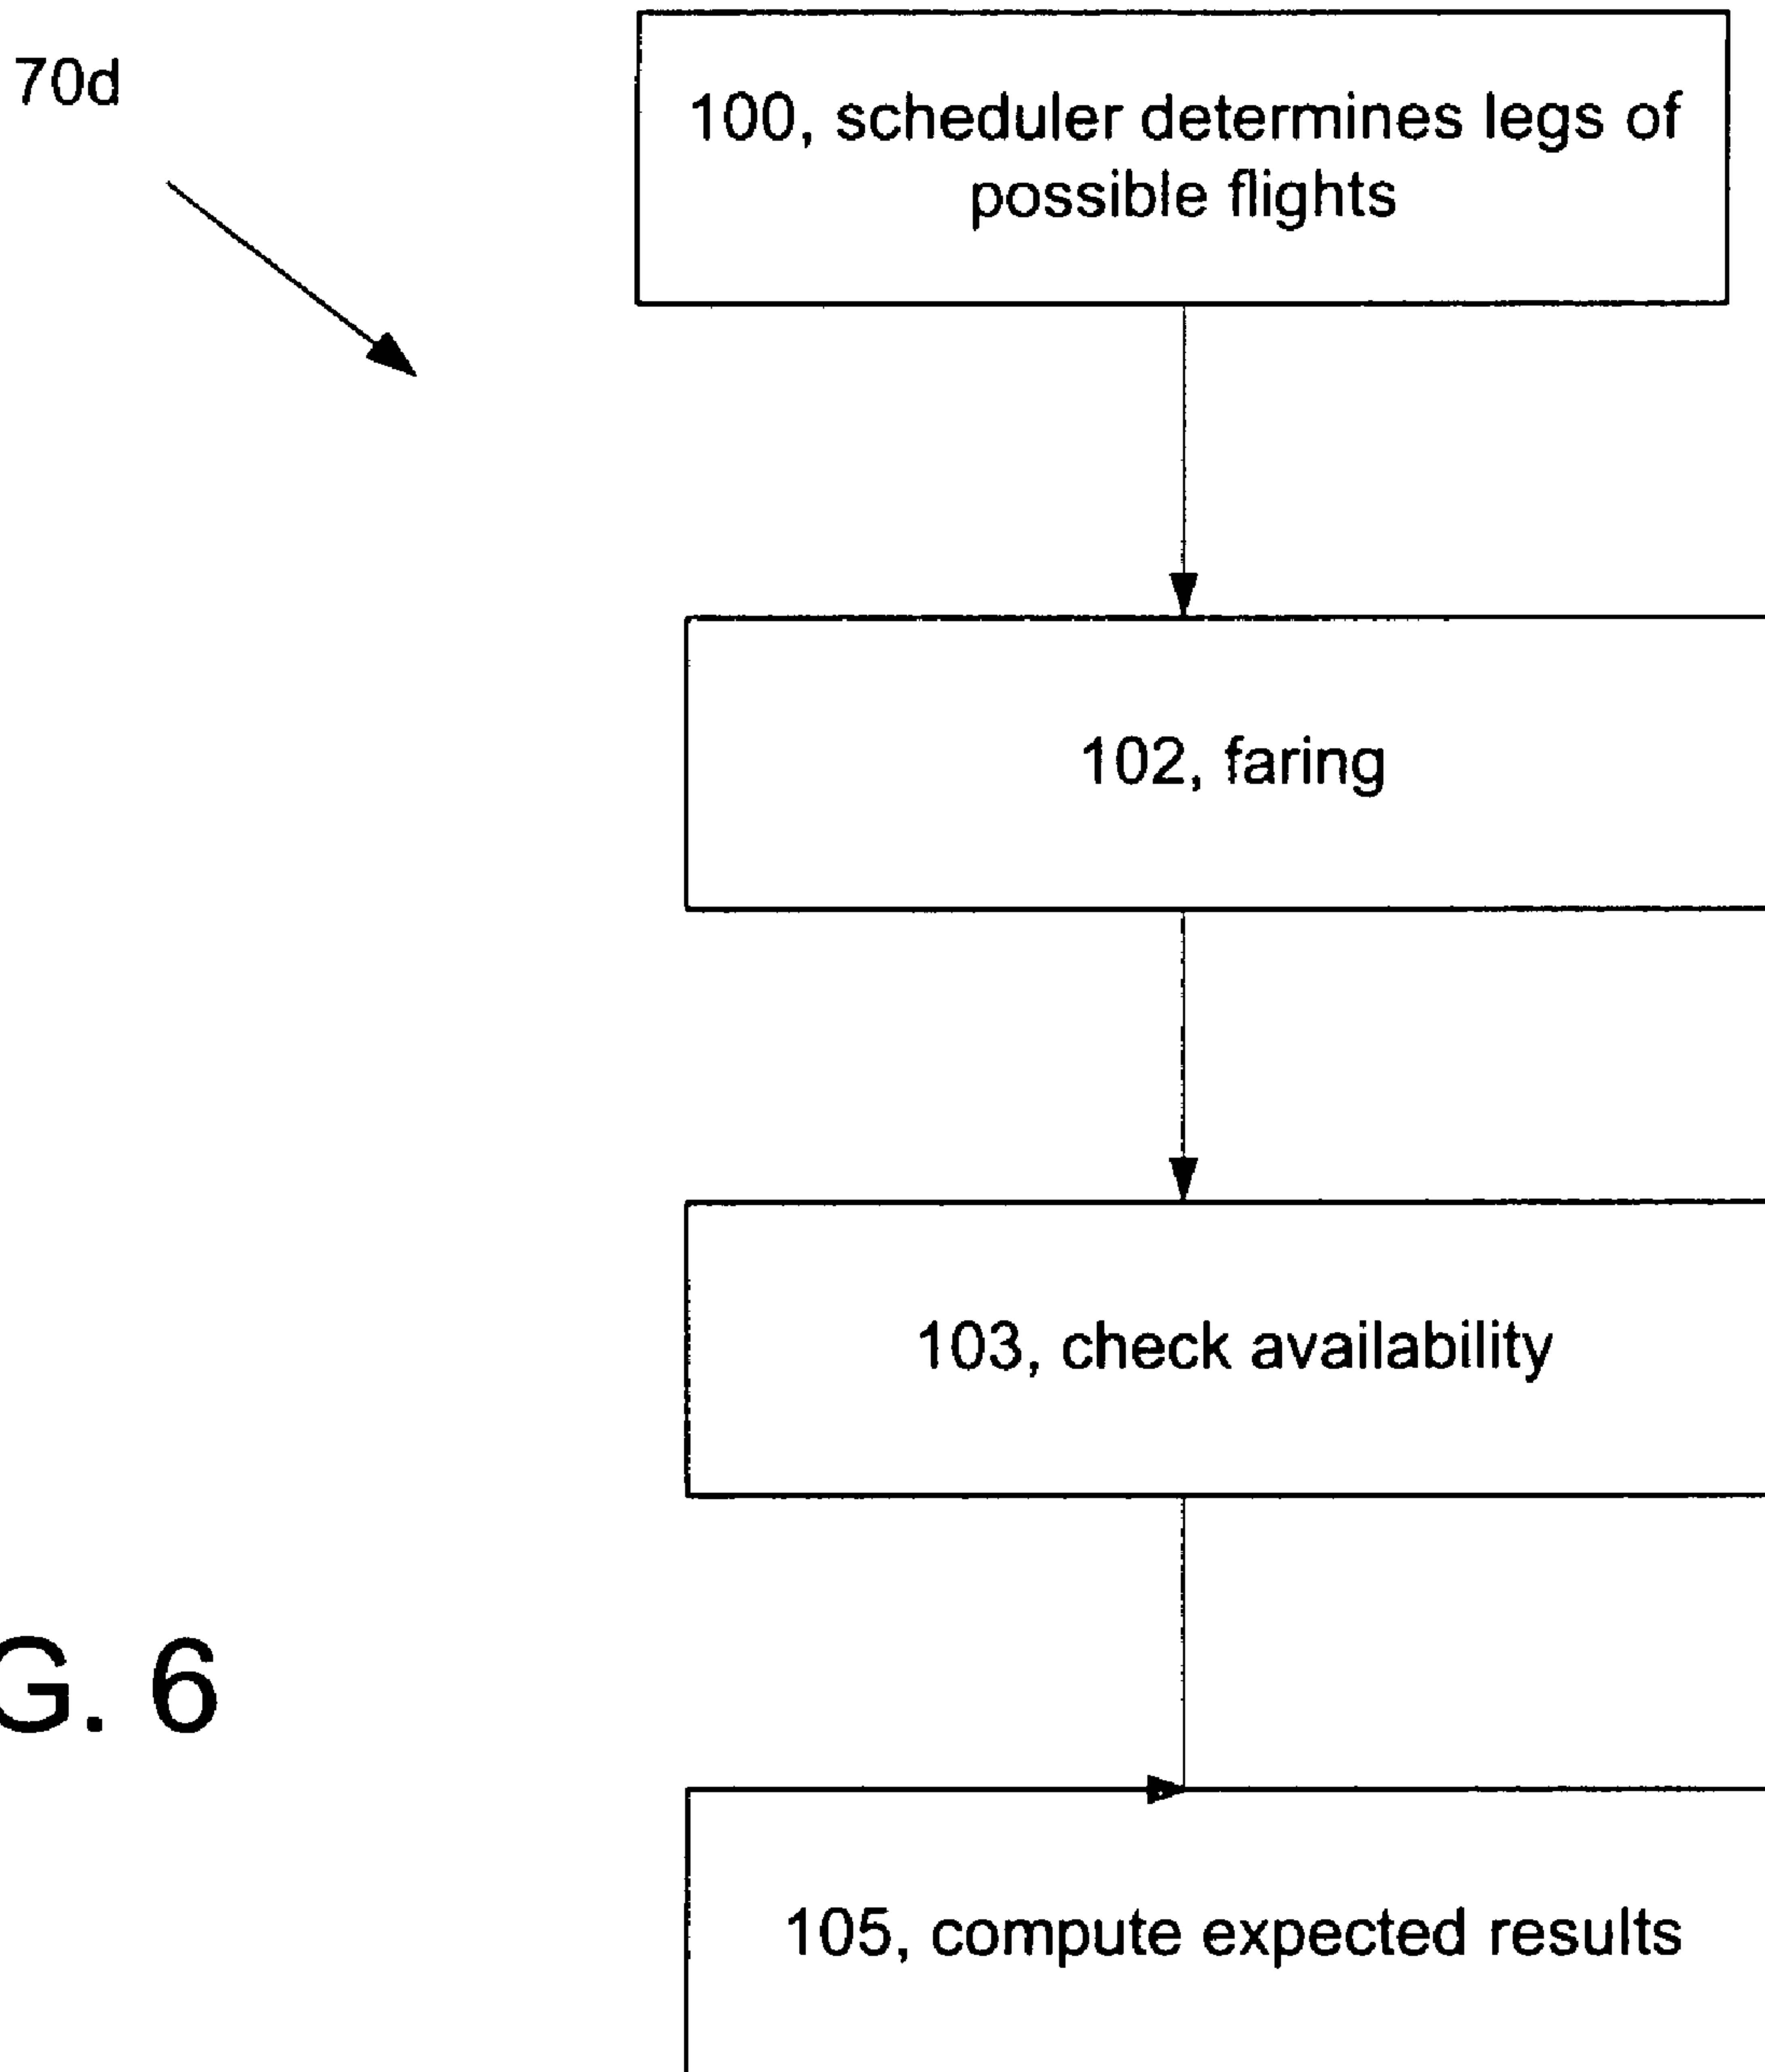 70d
100, scheduler determines legs of
possible flights
102, faring
103, check availability
G. 6
105, compute expected results